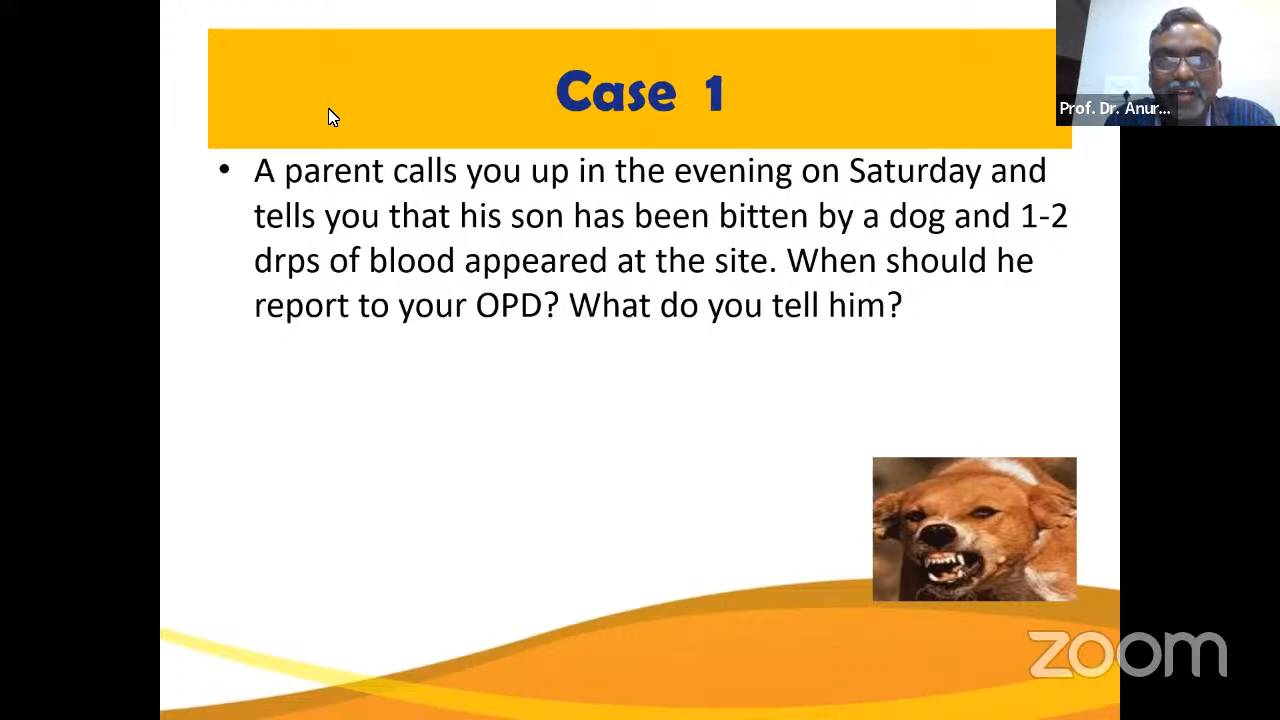 Case 1
Prof. Dr. Anur...
• A parent calls you up in the evening on Saturday and
tells you that his son has been bitten by a dog and 1-2
drps of blood appeared at the site. When should he
report to your OPD? What do you tell him?
zoom